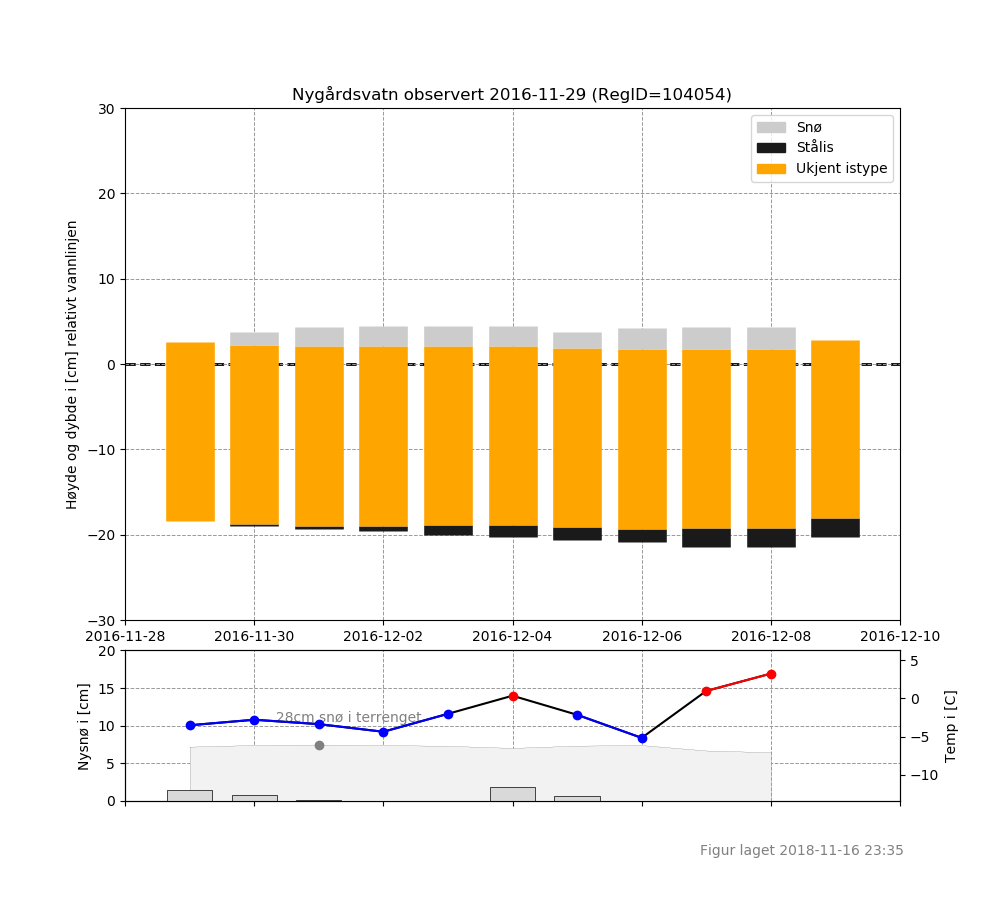 Nygårdsvatn observert 2016-11-29 (RegID=104054)
Snø
Stålis
Ukjent istype
Høyde og dybde i [cm] relativt vannlinjen
30
20
10
0
−10
−20
−30
2016-11-28 2016-11-30 2016-12-02 2016-12-04 2016-12-06 2016-12-08 2016-12-10
Nysnø i [cm]
20
15
10
5
0
28cm snø i terrenget
5
0
−5
−10
Temp i [C]
Figur laget 2018-11-16 23:35